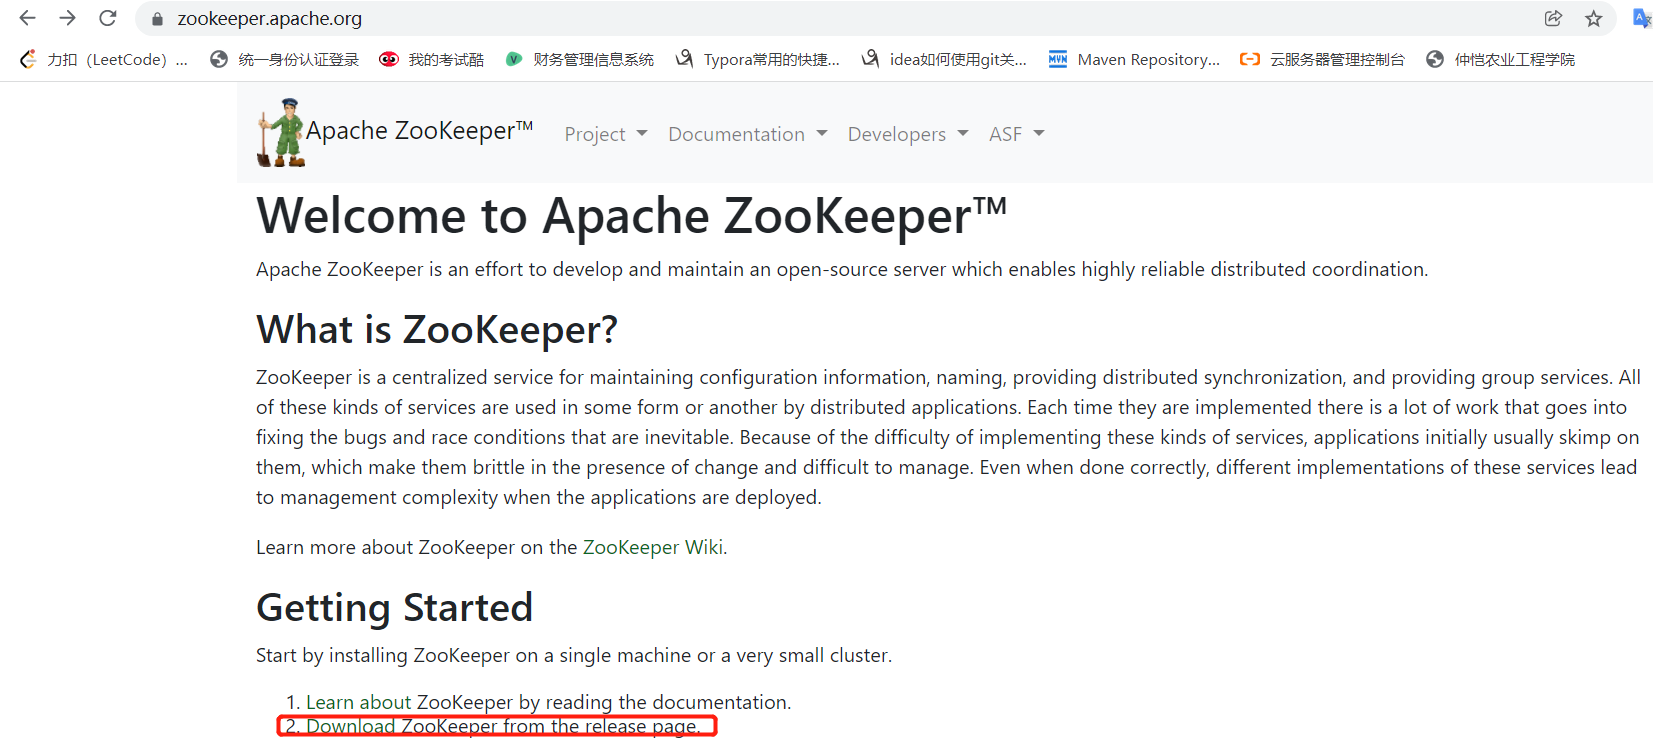 zookeeper.apache.org
力扣（LeetCode）... 统一身份认证登录 我的考试酷 财务管理信息系统 Typora常用的快捷... idea如何使用git关... MVN Maven Repository... 云服务器管理控制台 仲恺农业工程学院
Apache ZooKeeper™ Project Documentation Developers ASF
Welcome to Apache ZooKeeper™
Apache ZooKeeper is an effort to develop and maintain an open-source server which enables highly reliable distributed coordination.
What is ZooKeeper?
ZooKeeper is a centralized service for maintaining configuration information, naming, providing distributed synchronization, and providing group services. All
of these kinds of services are used in some form or another by distributed applications. Each time they are implemented there is a lot of work that goes into
fixing the bugs and race conditions that are inevitable. Because of the difficulty of implementing these kinds of services, applications initially usually skimp on
them, which make them brittle in the presence of change and difficult to manage. Even when done correctly, different implementations of these services lead
to management complexity when the applications are deployed.
Learn more about ZooKeeper on the ZooKeeper Wiki.
Getting Started
Start by installing ZooKeeper on a single machine or a very small cluster.
1. Learn about ZooKeeper by reading the documentation.
2. Download ZooKeeper from the release page.